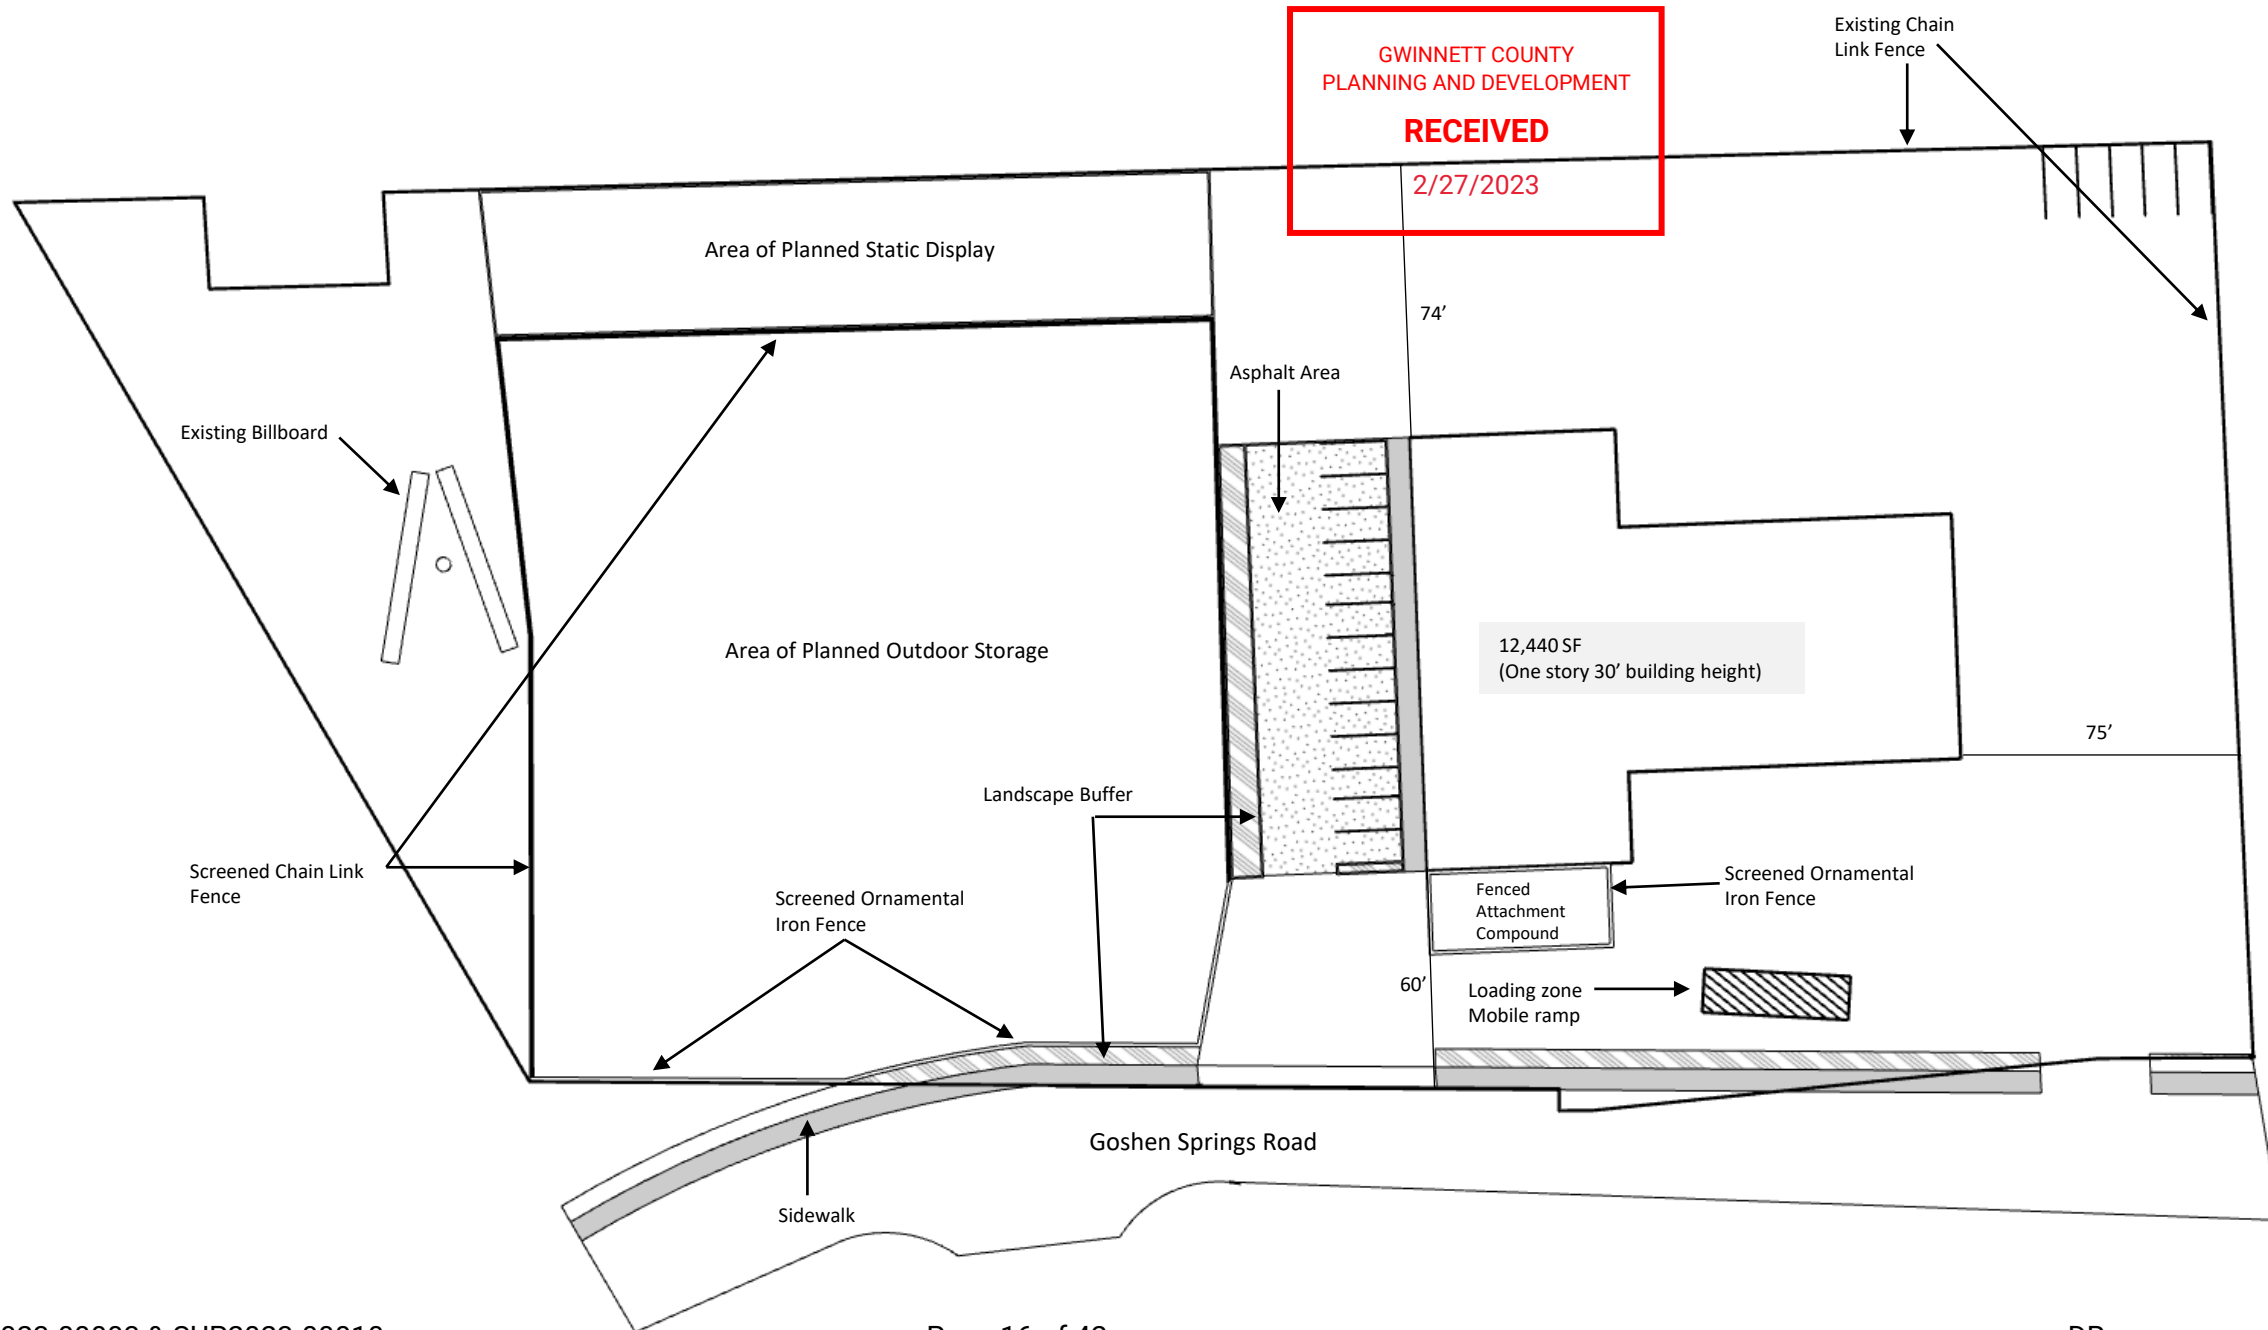 GWINNETT COUNTY
PLANNING AND DEVELOPMENT
RECEIVED
2/27/2023
Existing Chain
Link Fence
Area of Planned Static Display
74’
Asphalt Area
Existing Billboard
Area of Planned Outdoor Storage
12,440 SF
(One story 30’ building height)
75’
Landscape Buffer
Screened Chain Link
Fence
Screened Ornamental
Iron Fence
Fenced
Attachment
Compound
Screened Ornamental
Iron Fence
60’
Loading zone
Mobile ramp
Goshen Springs Road
Sidewalk